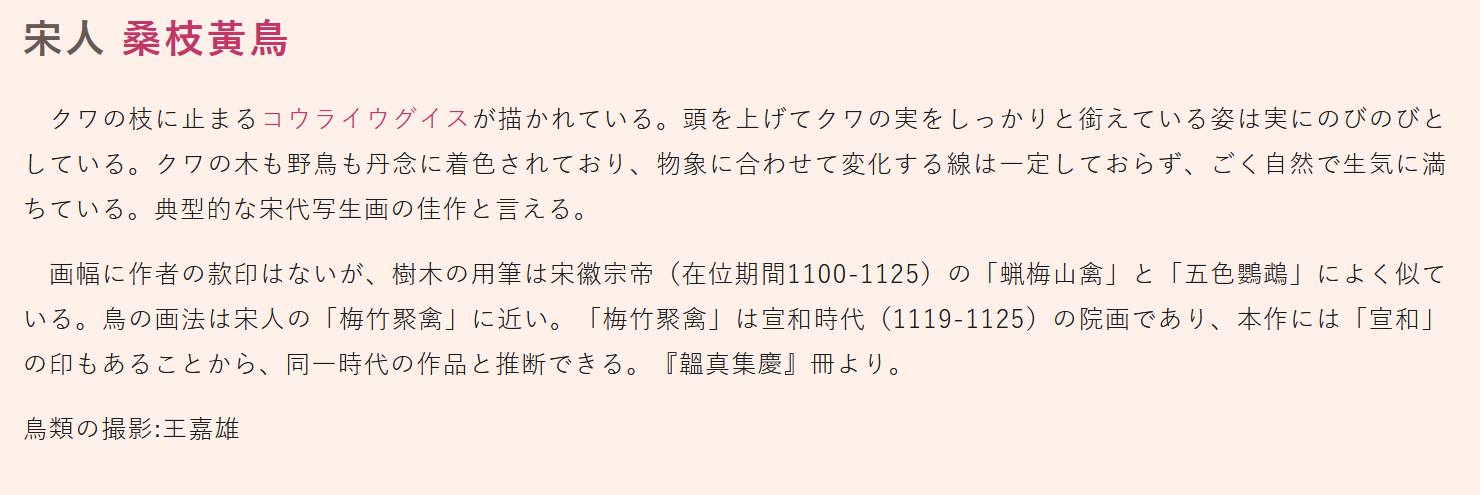 宋人 桑枝黃鳥
クワの枝に止まるコウライウグイスが描かれている。頭を上げてクワの実をしっかりと銜えている姿は実にのびのびと
している。クワの木も野鳥も丹念に着色されており、物象に合わせて変化する線は一定しておらず、ごく自然で生気に満
ちている。典型的な宋代写生画の佳作と言える。
画幅に作者の款印はないが、樹木の用筆は宋徽宗帝（在位期間1100-1125）の「蝋梅山禽」と「五色鸚鵡」によく似て
いる。鳥の画法は宋人の「梅竹聚禽」に近い。「梅竹聚禽」は宣和時代（1119-1125）の院画であり、本作には「宣和」
の印もあることから、同一時代の作品と推断できる。『韞真集慶』冊より。
鳥類の撮影:王嘉雄